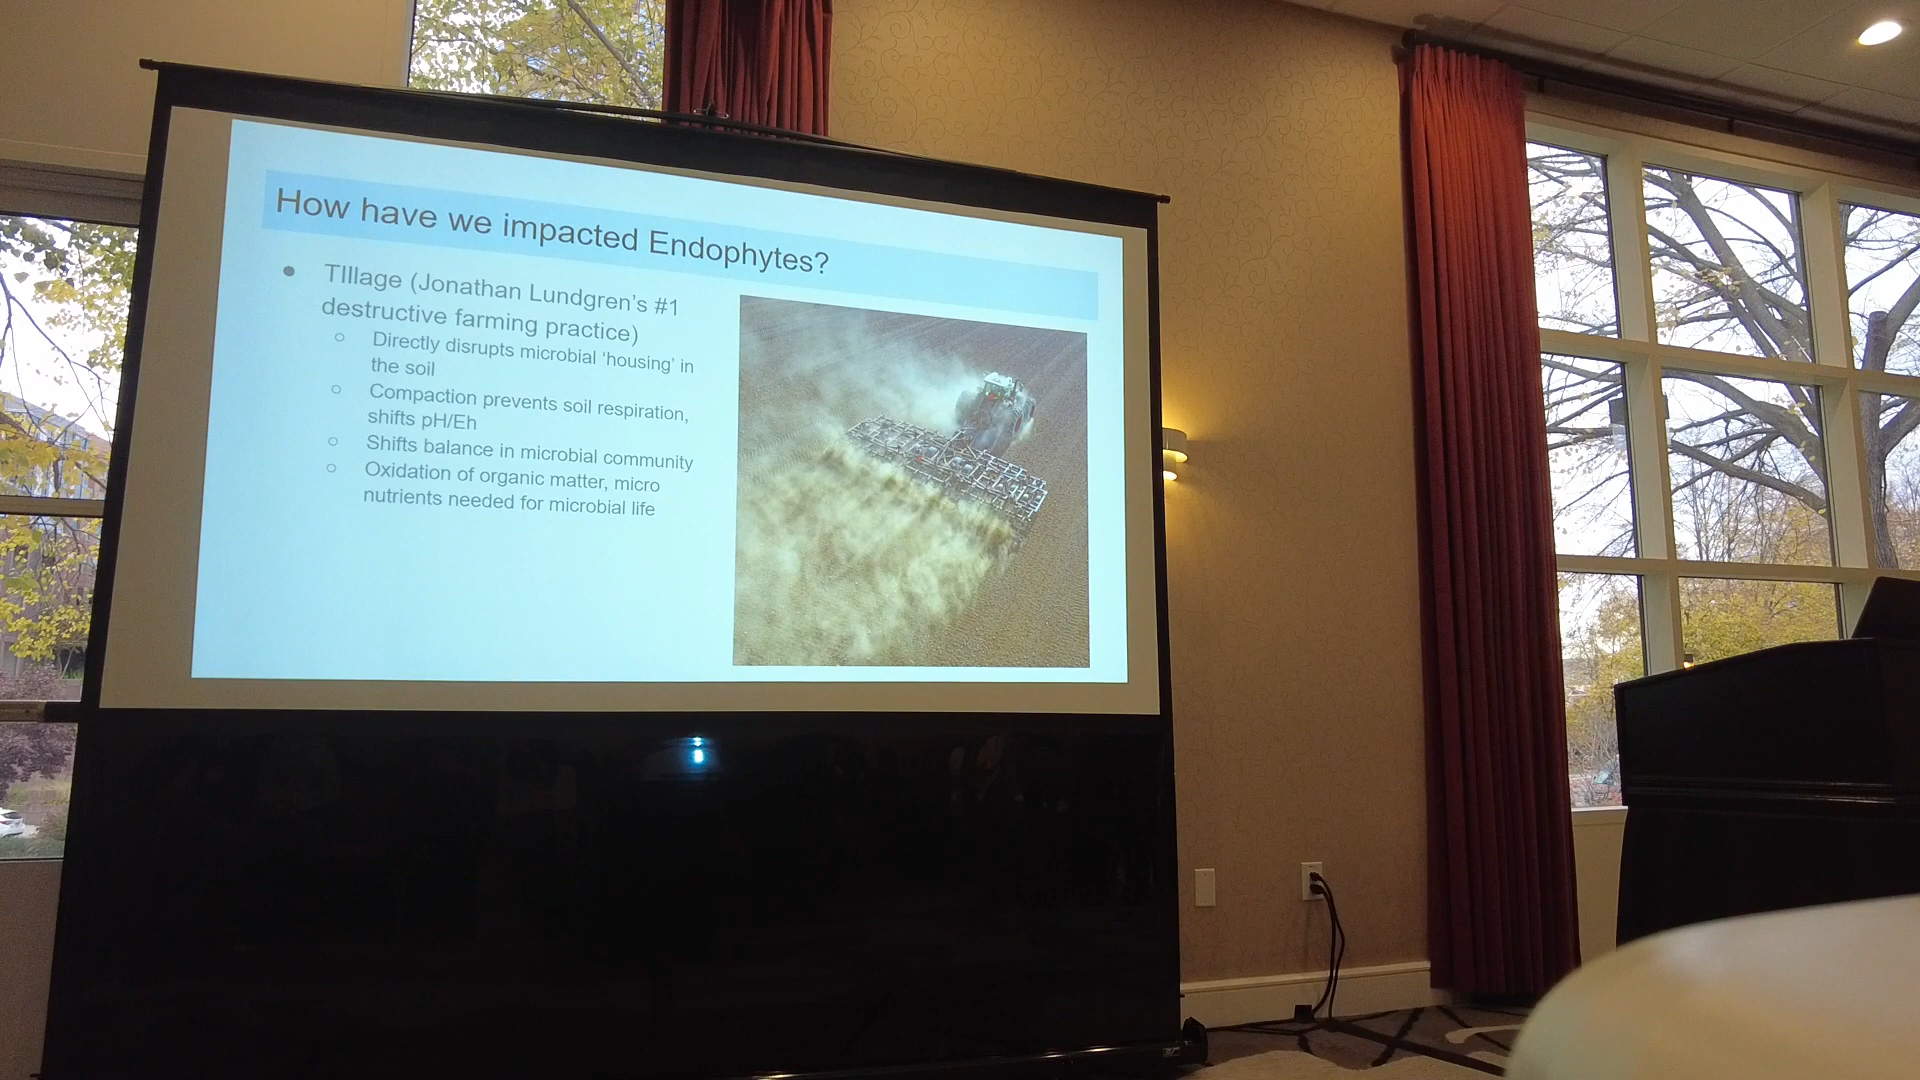 How have we impacted Endophytes?
● TIllage (Jonathan Lundgren's #1
destructive farming practice)
○ Directly disrupts microbial 'housing' in
the soil
○ Compaction prevents soil respiration,
shifts pH/Eh
○ Shifts balance in microbial community
○ Oxidation of organic matter, micro
nutrients needed for microbial life